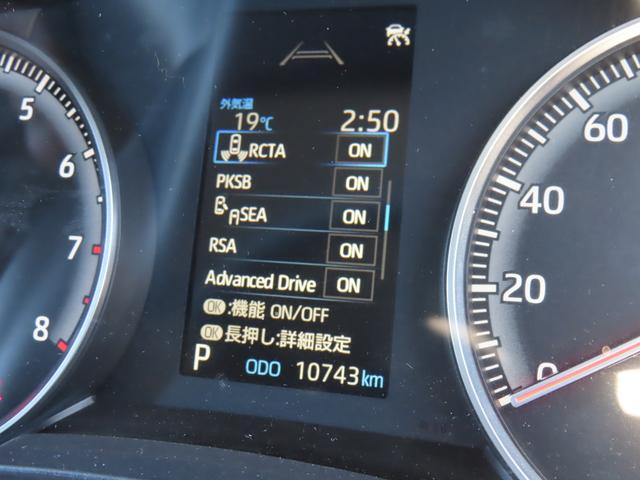 外気温
19℃ 2:50
RCTA ON
PKSB ON
SEA ON
RSA ON
Advanced Drive ON
OK:機能 ON/OFF
OK長押し:詳細設定
P ODO 10743km
5
6
7
8
60
40
20
0